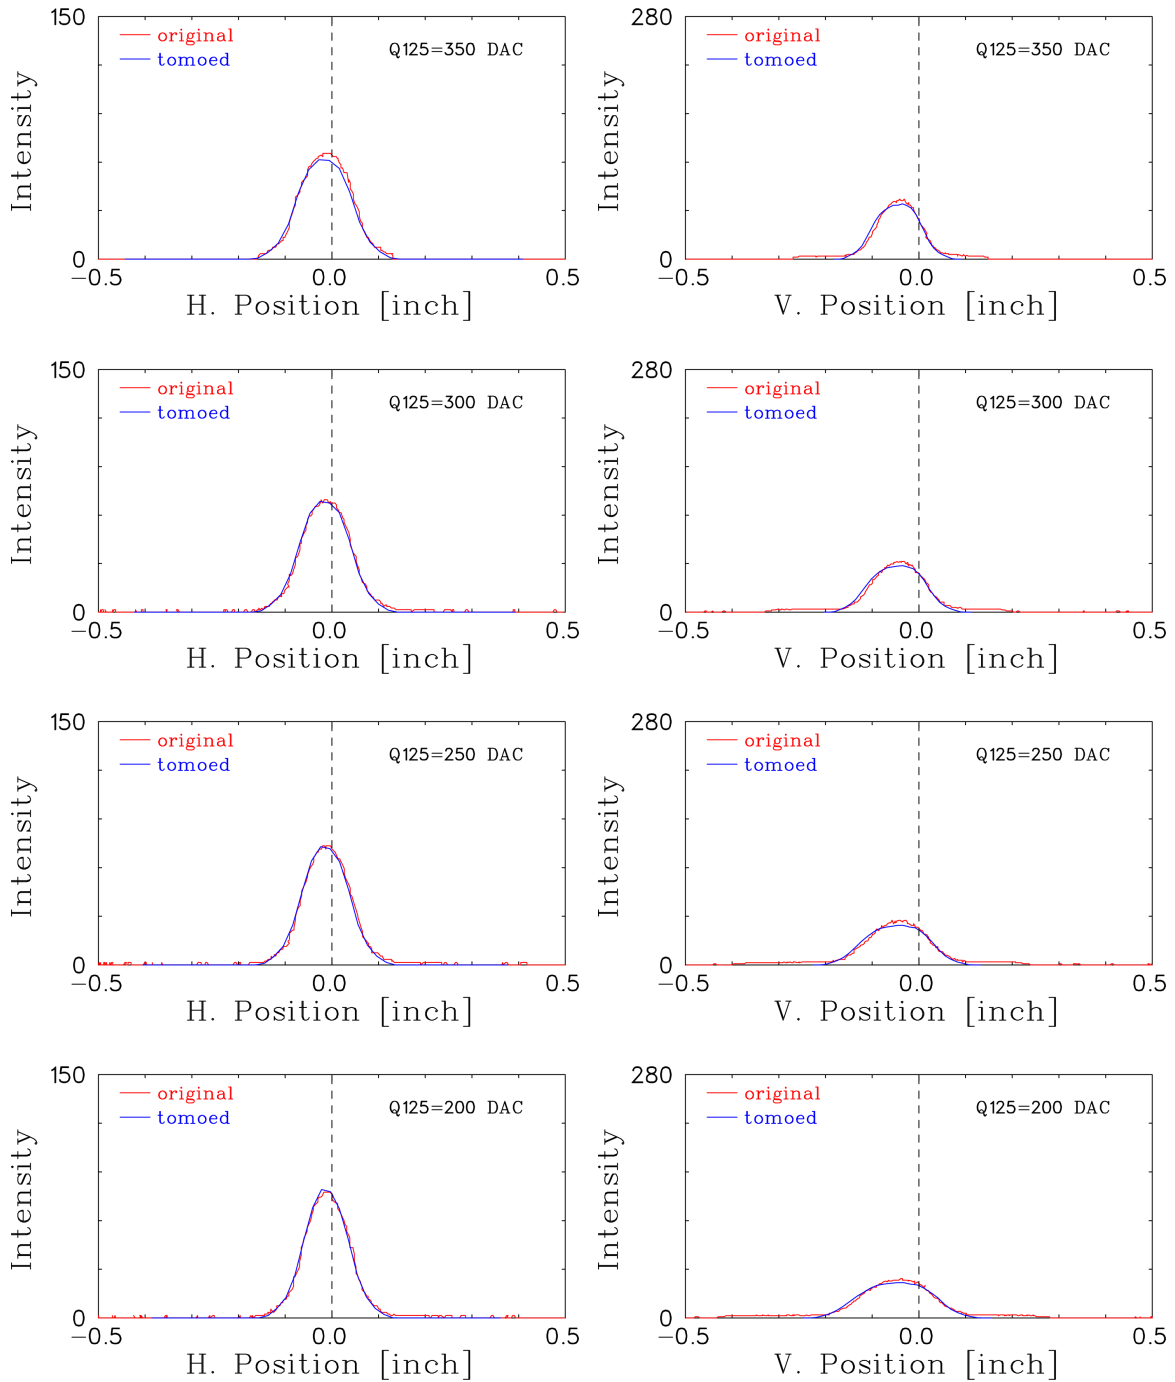 150
original
tomoed
Q125=350 DAC
Intensity
0
−0.5
0.0
0.5
H. Position [inch]
280
original
tomoed
Q125=350 DAC
Intensity
0
−0.5
0.0
0.5
V. Position [inch]
150
original
tomoed
Q125=300 DAC
Intensity
0
−0.5
0.0
0.5
H. Position [inch]
280
original
tomoed
Q125=300 DAC
Intensity
0
−0.5
0.0
0.5
V. Position [inch]
150
original
tomoed
Q125=250 DAC
Intensity
0
−0.5
0.0
0.5
H. Position [inch]
280
original
tomoed
Q125=250 DAC
Intensity
0
−0.5
0.0
0.5
V. Position [inch]
150
original
tomoed
Q125=200 DAC
Intensity
0
−0.5
0.0
0.5
H. Position [inch]
280
original
tomoed
Q125=200 DAC
Intensity
0
−0.5
0.0
0.5
V. Position [inch]